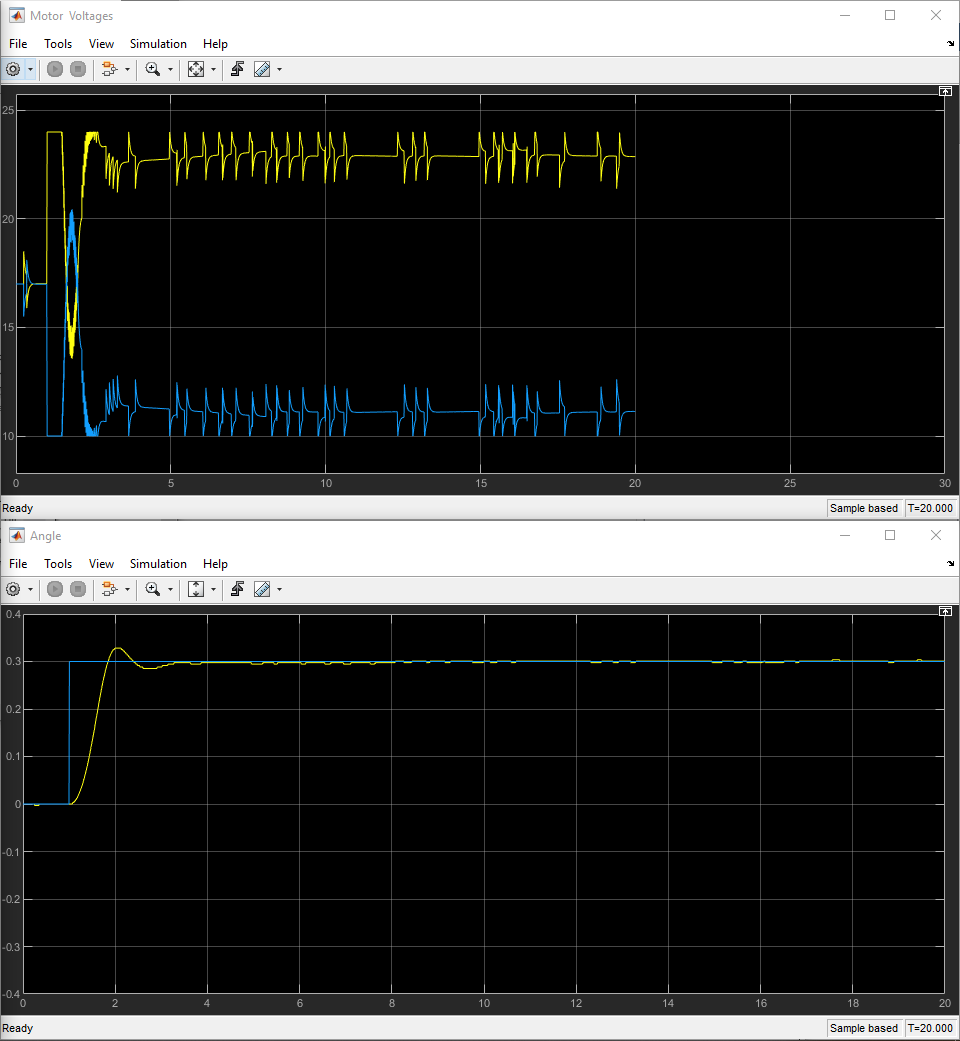 Motor Voltages
File Tools View Simulation Help
25
20
15
10
0 5 10 15 20 25 30
Ready Sample based T=20.000
Angle
File Tools View Simulation Help
0.4
0.3
0.2
0.1
0
-0.1
-0.2
-0.3
-0.4
0 2 4 6 8 10 12 14 16 18 20
Ready Sample based T=20.000